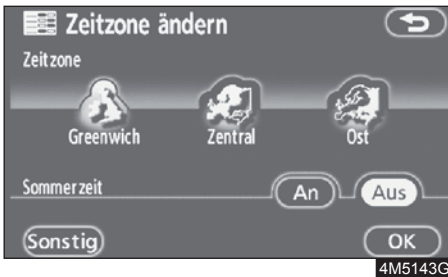 Zeitzone ändern
Zeitzone
Greenwich Zentral Ost
Sommerzeit An Aus
Sonstig OK
4M5143G